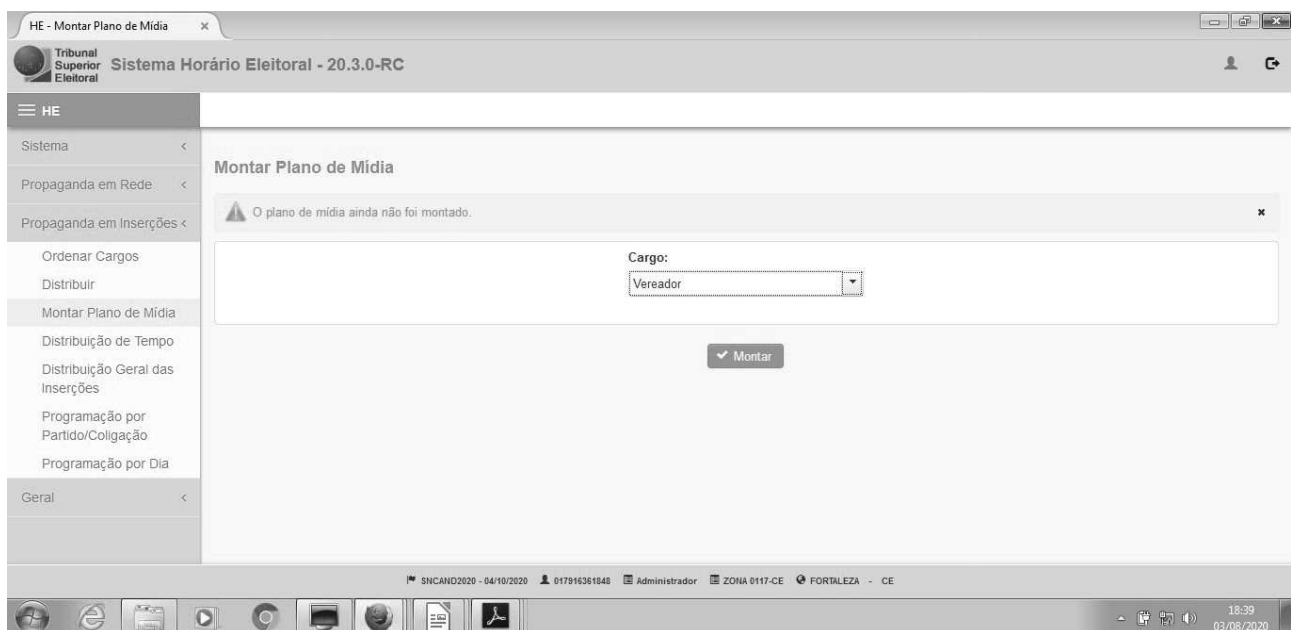 HE - Montar Plano de Mídia
Tribunal
Superior
Eleitoral
Sistema Horário Eleitoral - 20.3.0-RC
HE
Sistema
Propaganda em Rede
Propaganda em Inserções
Ordenar Cargos
Distribuir
Montar Plano de Mídia
Distribuição de Tempo
Distribuição Geral das
Inserções
Programação por
Partido/Coligação
Programação por Dia
Geral
Montar Plano de Mídia
O plano de mídia ainda não foi montado.
Cargo:
Vereador
Montar
SNCAND2020 - 04/10/2020 017916361848 Administrador ZONA 0117-CE FORTALEZA - CE
18:39
03/08/2020